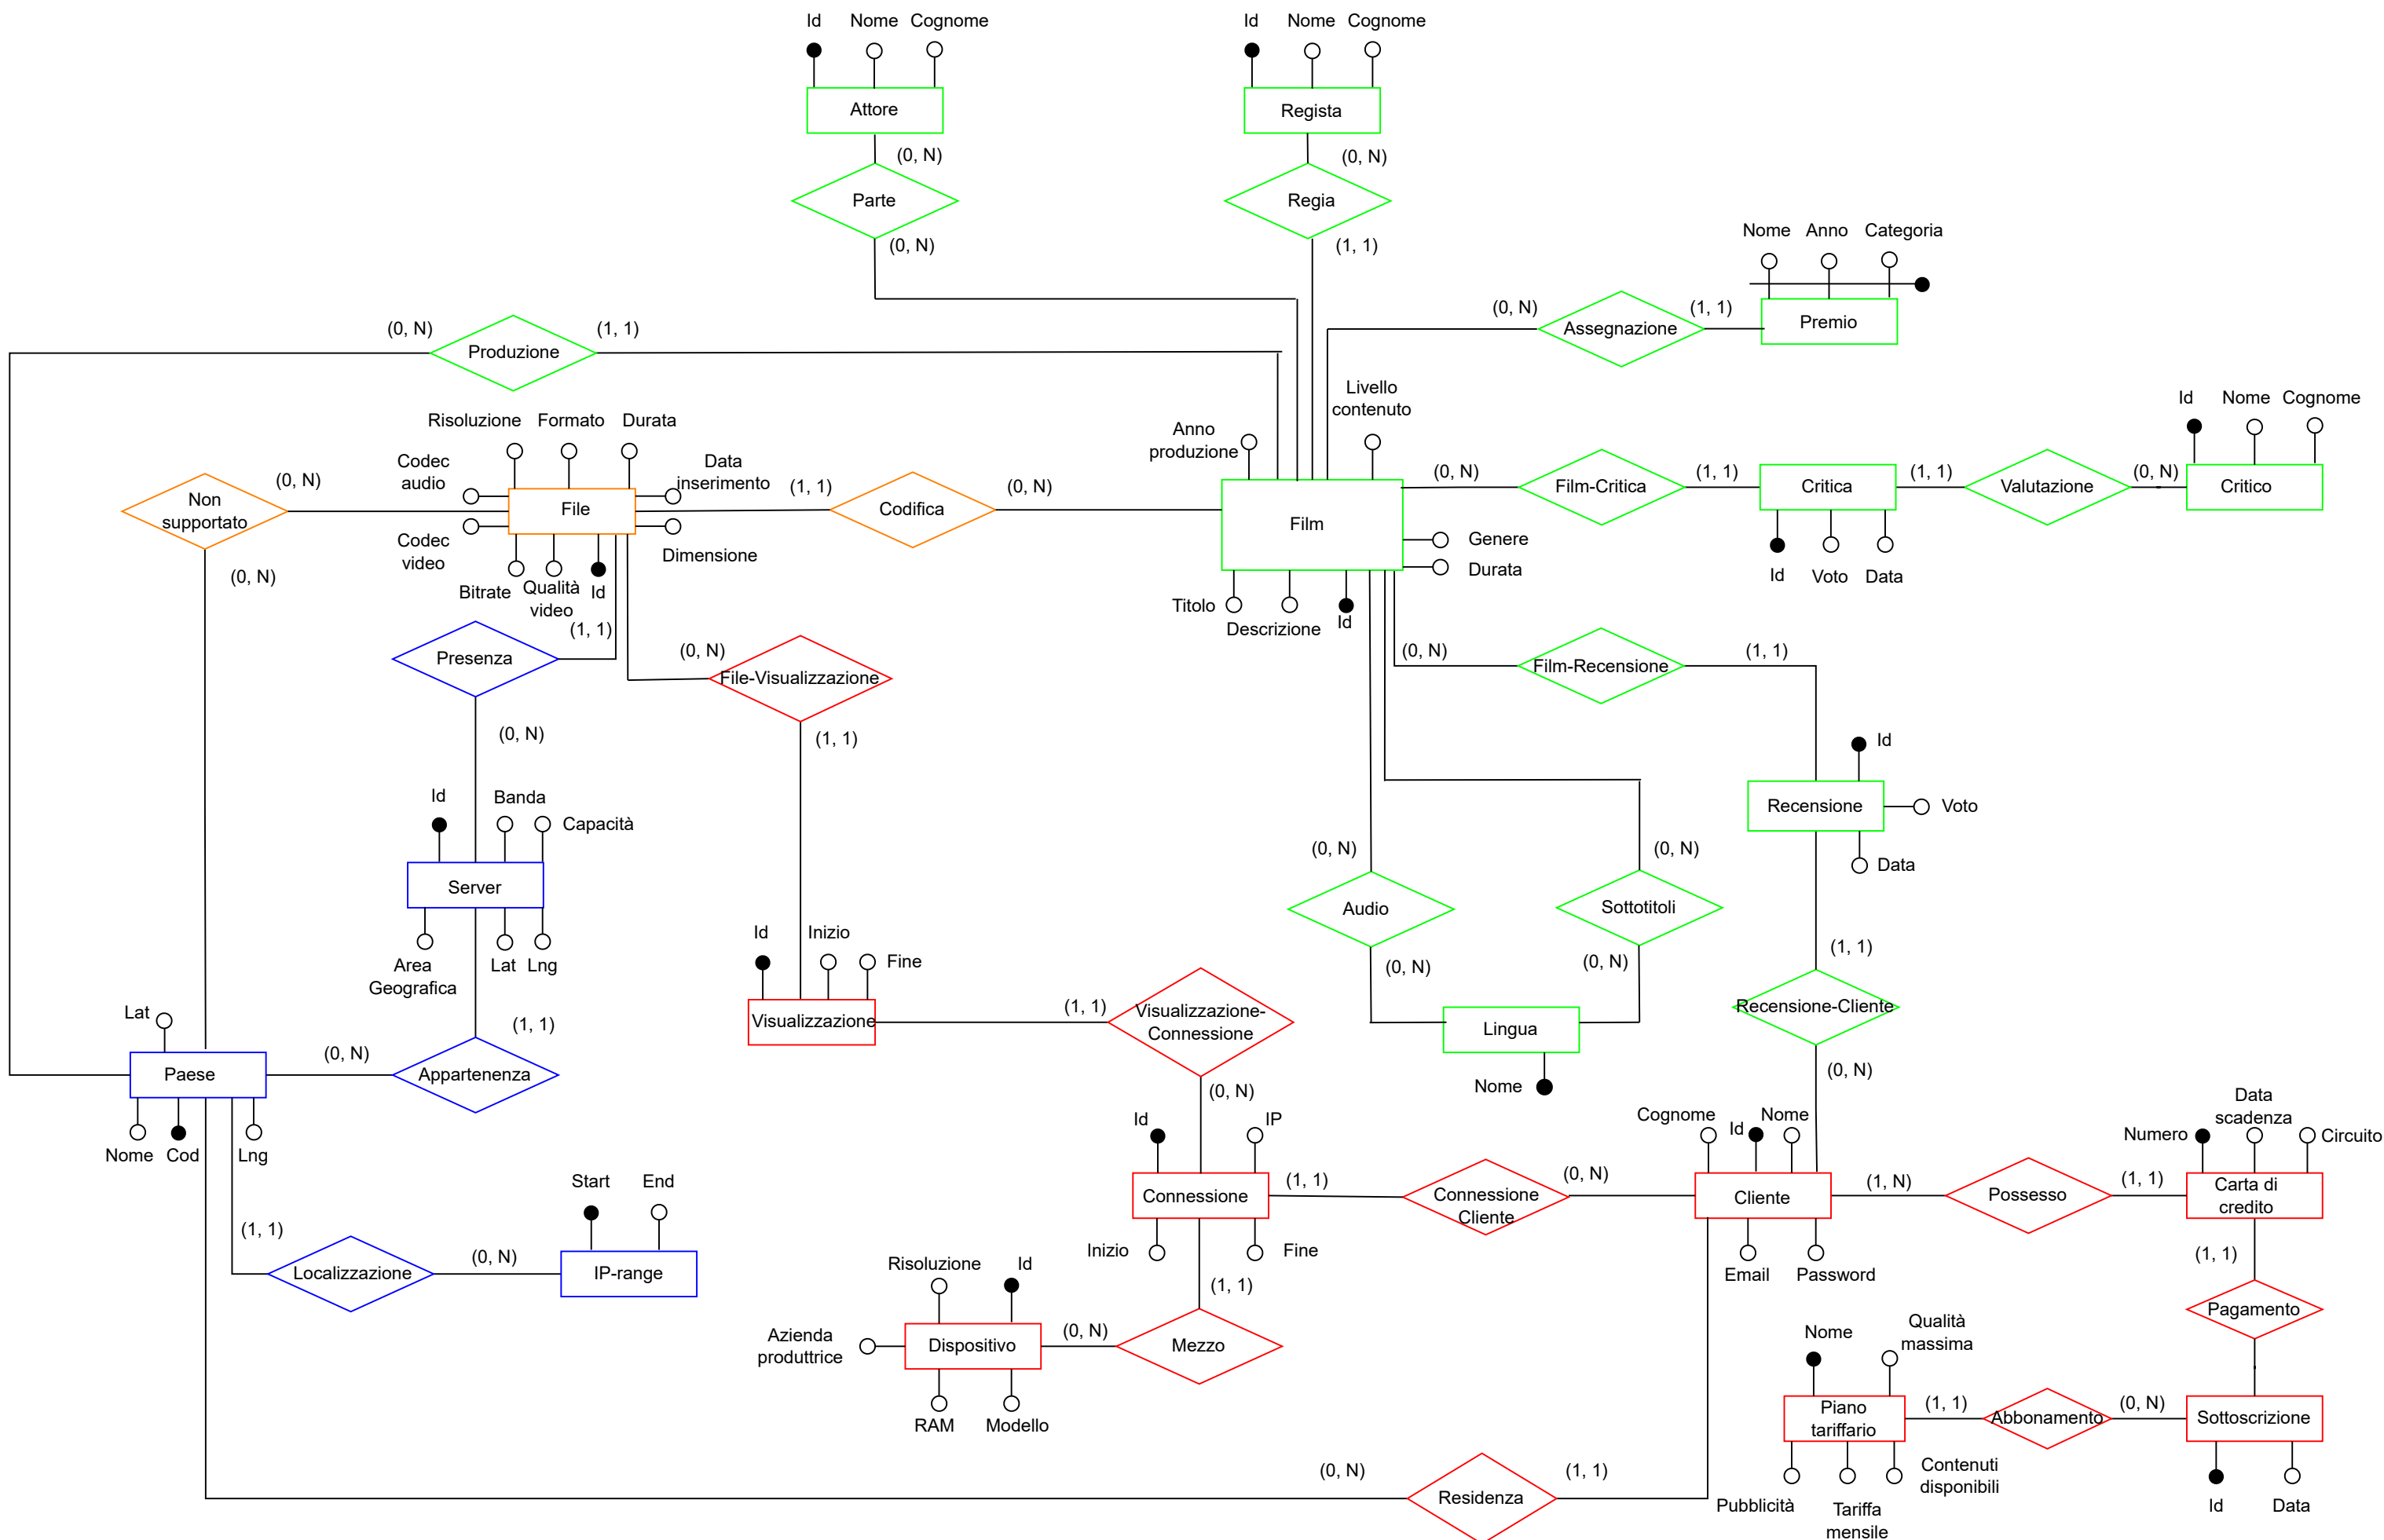 Id Nome Cognome
Id Nome Cognome
Attore
Regista
(0, N)
(0, N)
Parte
Regia
(0, N)
(1, 1)
Nome Anno Categoria
(0, N)
Assegnazione
(1, 1)
Premio
(0, N)
Produzione
(1, 1)
Livello
contenuto
Anno
produzione
Id Nome Cognome
Risoluzione Formato Durata
Codec
audio
Data
inserimento
Non
supportato
(0, N)
File
(1, 1)
Codifica
(0, N)
Film
(0, N)
Film-Critica
(1, 1)
Critica
(1, 1)
Valutazione
(0, N)
Critico
Codec
video
Dimensione
Genere
Durata
(0, N)
Bitrate
Qualità
video
Id
Titolo
Descrizione
Id
Id Voto Data
Presenza
(1, 1)
(0, N)
File-Visualizzazione
(0, N)
Film-Recensione
(1, 1)
(0, N)
(1, 1)
Id
Id Banda
Capacità
Recensione
Voto
Server
(0, N)
(0, N)
Data
Audio
Sottotitoli
Area
Geografica
Lat Lng
Id Inizio
Fine
(0, N)
(0, N)
(1, 1)
Lat
(1, 1)
Visualizzazione
(1, 1)
Visualizzazione-
Connessione
Lingua
Recensione-Cliente
Paese
(0, N)
Appartenenza
(0, N)
Nome
(0, N)
Nome Cod Lng
Id
IP
Cognome
Id
Nome
Numero
Data
scadenza
Circuito
Start End
Connessione
(1, 1)
Connessione
Cliente
(0, N)
Cliente
(1, N)
Possesso
(1, 1)
Carta di
credito
(1, 1)
Localizzazione
(0, N)
IP-range
Inizio
Fine
Email Password
(1, 1)
Risoluzione Id
(1, 1)
Pagamento
Azienda
produttrice
Dispositivo
(0, N)
Mezzo
Nome
Qualità
massima
RAM Modello
Piano
tariffario
(1, 1)
Abbonamento
(0, N)
Sottoscrizione
(0, N)
Residenza
(1, 1)
Pubblicità
Tariffa
mensile
Contenuti
disponibili
Id Data